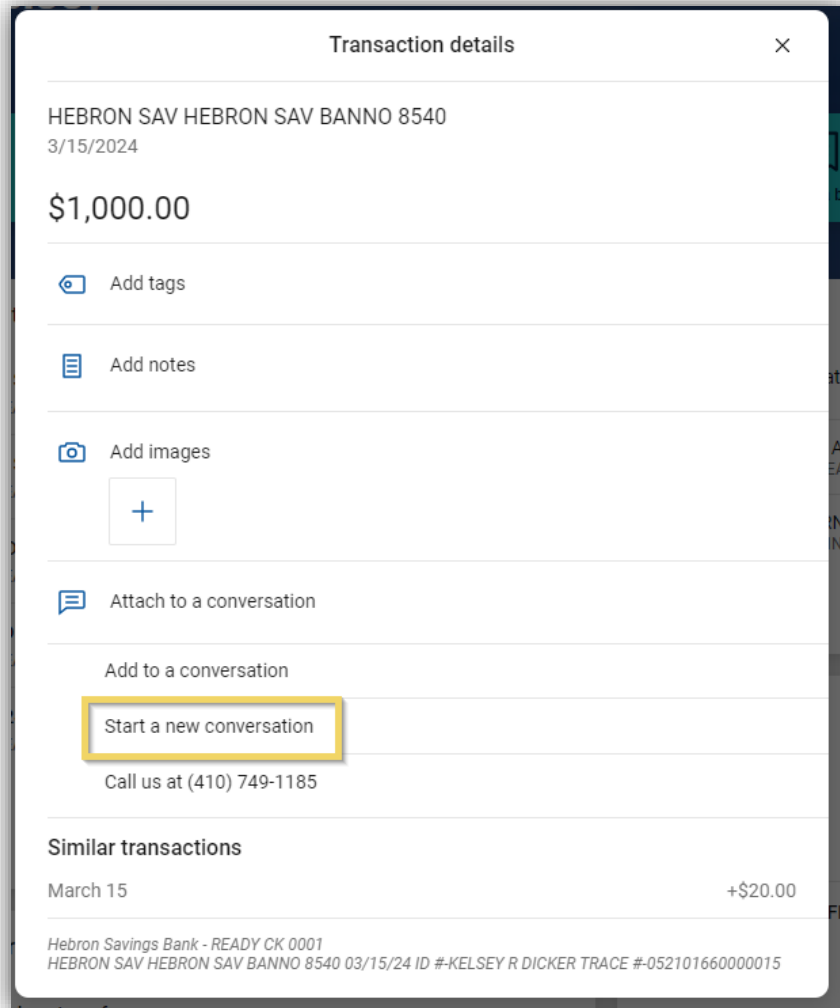 Transaction details
HEBRON SAV HEBRON SAV BANNO 8540
3/15/2024
$1,000.00
Add tags
Add notes
Add images
Attach to a conversation
Add to a conversation
Start a new conversation
Call us at (410) 749-1185
Similar transactions
March 15 +$20.00
Hebron Savings Bank - READY CK 0001
HEBRON SAV HEBRON SAV BANNO 8540 03/15/24 ID #-KELSEY R DICKER TRACE #-052101660000015